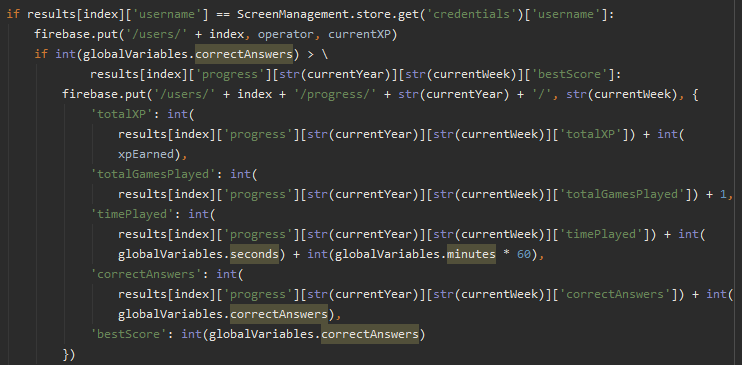 if results[index]['username'] == ScreenManagement.store.get('credentials')['username']:
firebase.put('/users/' + index, operator, currentXP)
if int(globalVariables.correctAnswers) > \
results[index]['progress'][str(currentYear)][str(currentWeek)]['bestScore']:
firebase.put('/users/' + index + '/progress/' + str(currentYear) + '/', str(currentWeek), {
'totalXP': int(
results[index]['progress'][str(currentYear)][str(currentWeek)]['totalXP']) + int(
xpEarned),
'totalGamesPlayed': int(
results[index]['progress'][str(currentYear)][str(currentWeek)]['totalGamesPlayed']) + 1,
'timePlayed': int(
results[index]['progress'][str(currentYear)][str(currentWeek)]['timePlayed']) + int(
globalVariables.seconds) + int(globalVariables.minutes * 60),
'correctAnswers': int(
results[index]['progress'][str(currentYear)][str(currentWeek)]['correctAnswers']) + int(
globalVariables.correctAnswers),
'bestScore': int(globalVariables.correctAnswers)
})